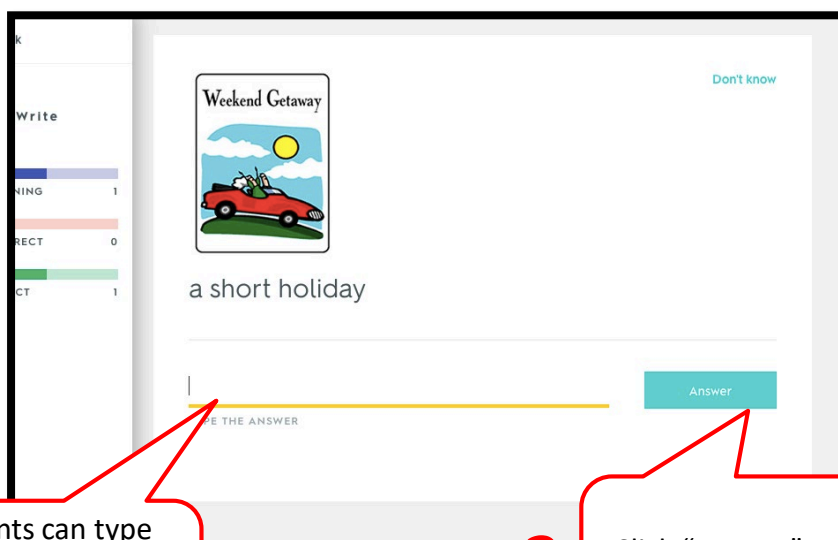 k
Write
Weekend Getaway
Don't know
NING 1
RECT 0
CT 1
a short holiday
Answer
PE THE ANSWER
nts can type
Click “